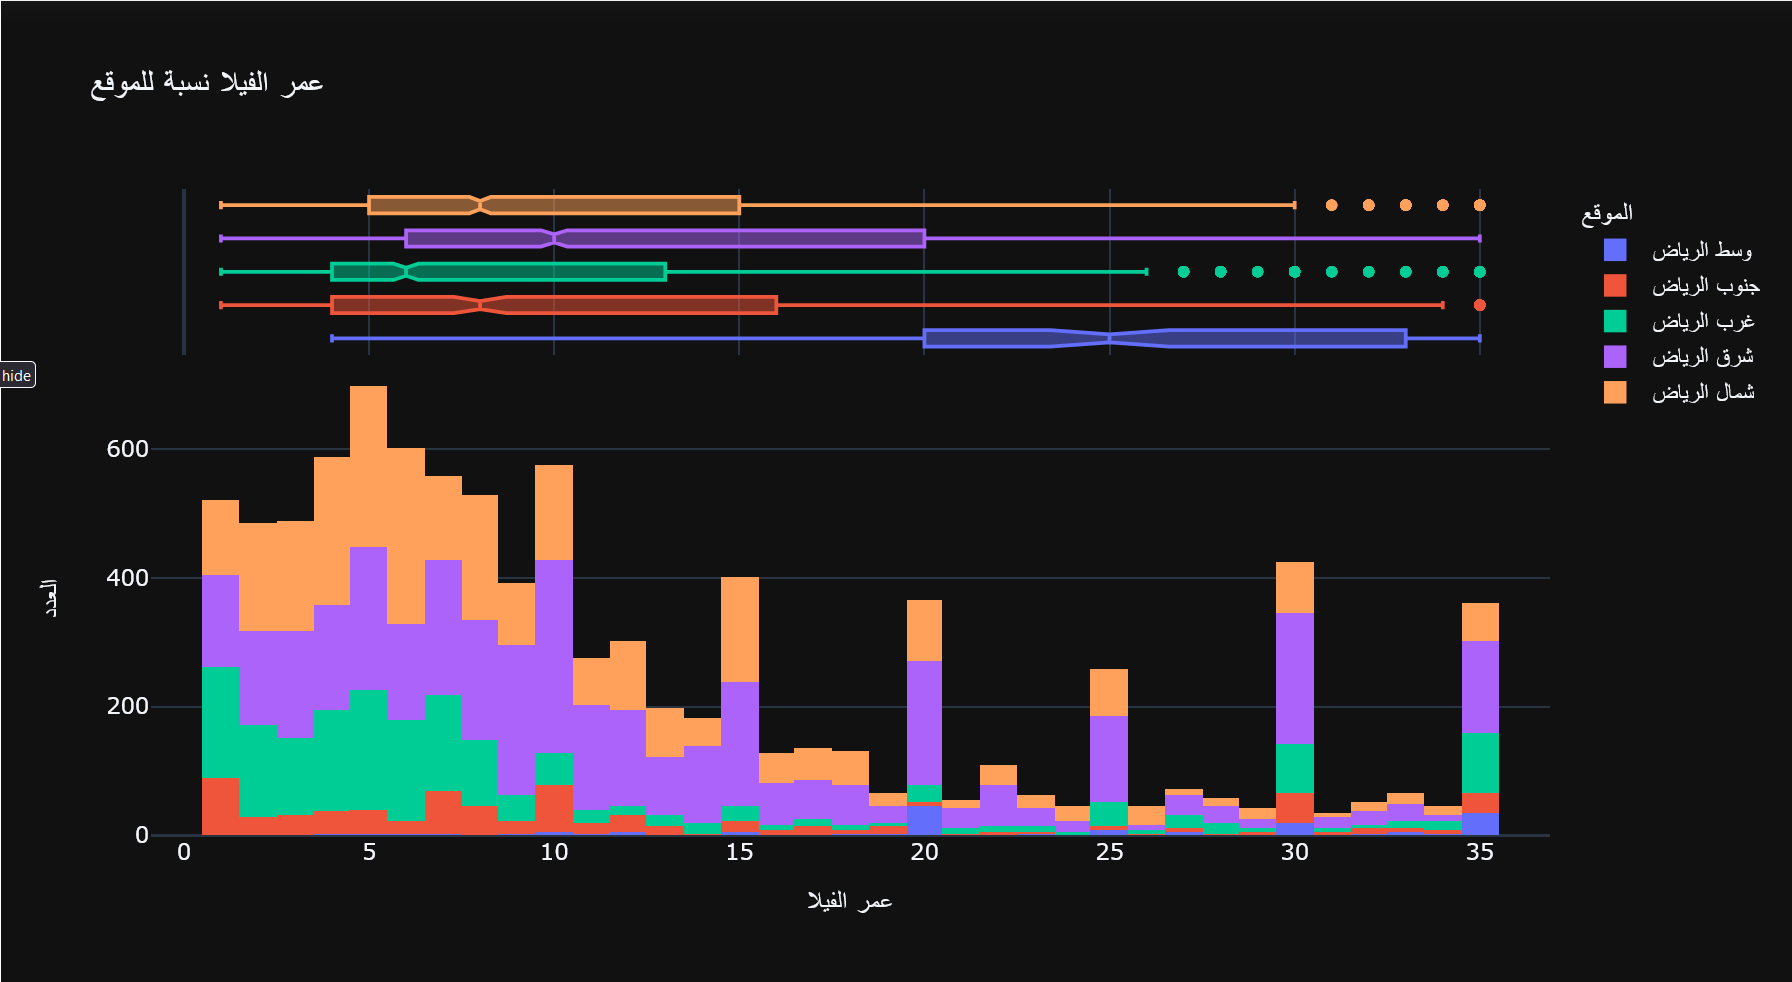 عمر الفيلا نسبة للموقع
الموقع
وسط الرياض
جنوب الرياض
غرب الرياض
شرق الرياض
شمال الرياض
hide
600
400
200
0
العدد
0 5 10 15 20 25 30 35
عمر الفيلا